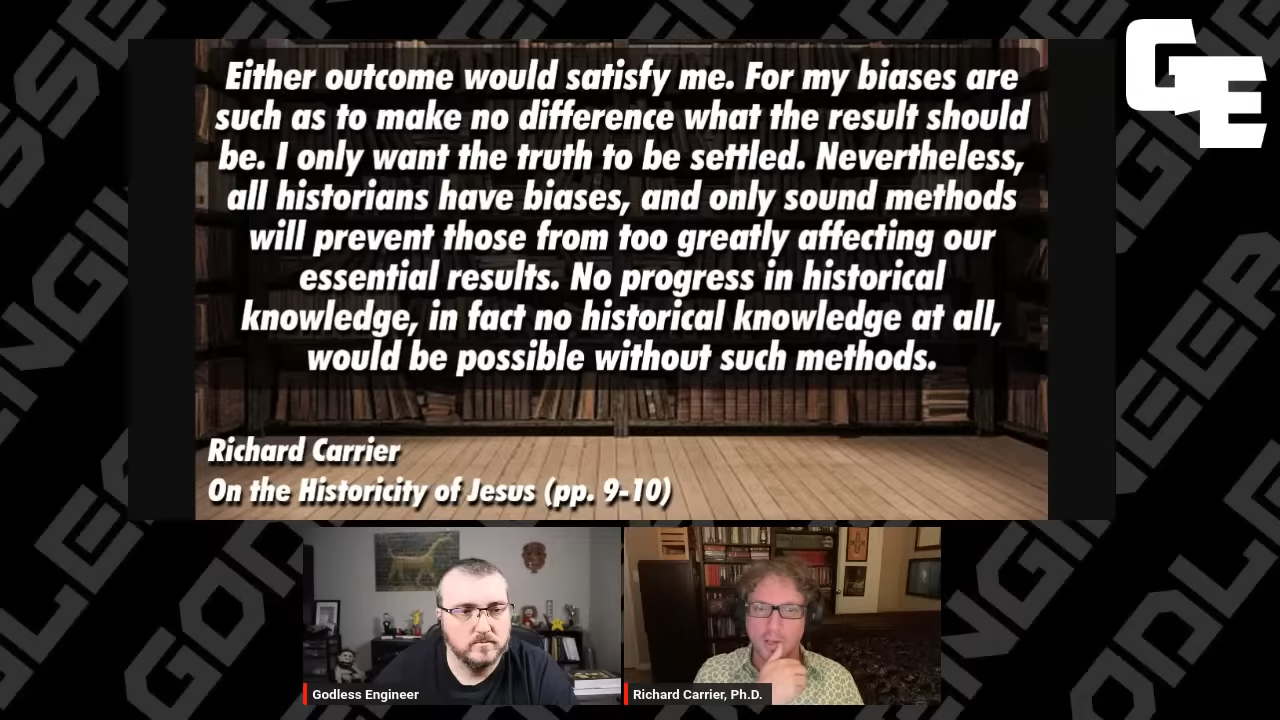 Either outcome would satisfy me. For my biases are
such as to make no difference what the result should
be. I only want the truth to be settled. Nevertheless,
all historians have biases, and only sound methods
will prevent those from too greatly affecting our
essential results. No progress in historical
knowledge, in fact no historical knowledge at all,
would be possible without such methods.
Richard Carrier
On the Historicity of Jesus (pp. 9-10)
GE
Godless Engineer
Richard Carrier, Ph.D.